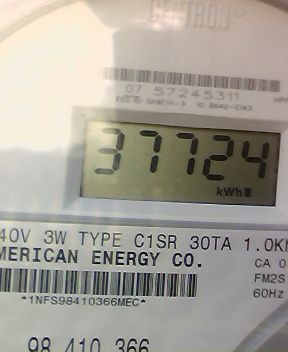 CENTRON®
07 57245311
37724
kWh
40V 3W TYPE C1SR 30TA 1.0K
MERICAN ENERGY CO.
CA 0
FM2S
60Hz
*1NFS98410366MEC*
98 410 366